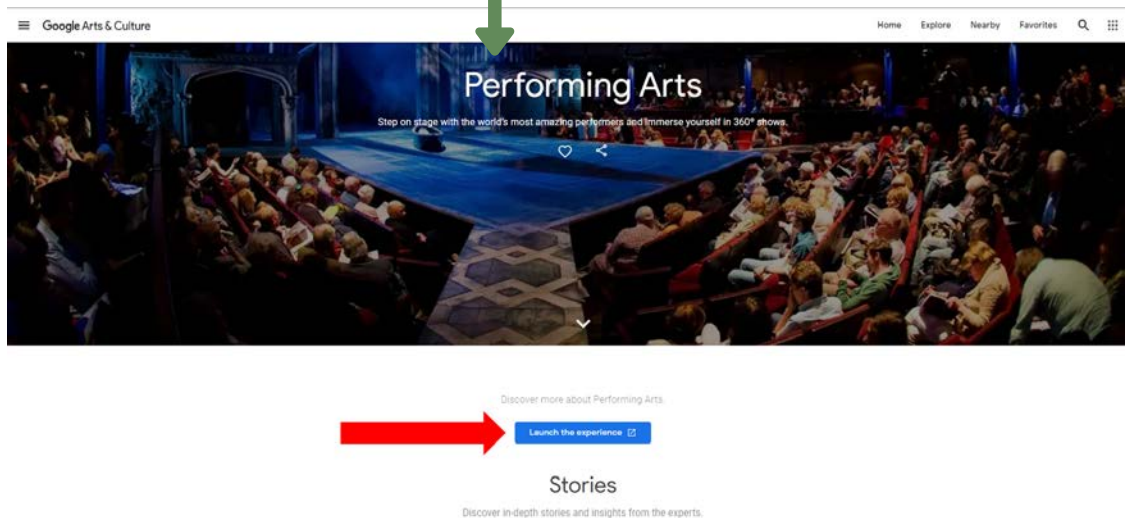 Google Arts & Culture
Home Explore Nearby Favorites
Performing Arts
Step on stage with the world's most amazing performers and immerse yourself in 360° shows.
Discover more about Performing Arts.
Launch the experience
Stories
Discover in-depth stories and insights from the experts.